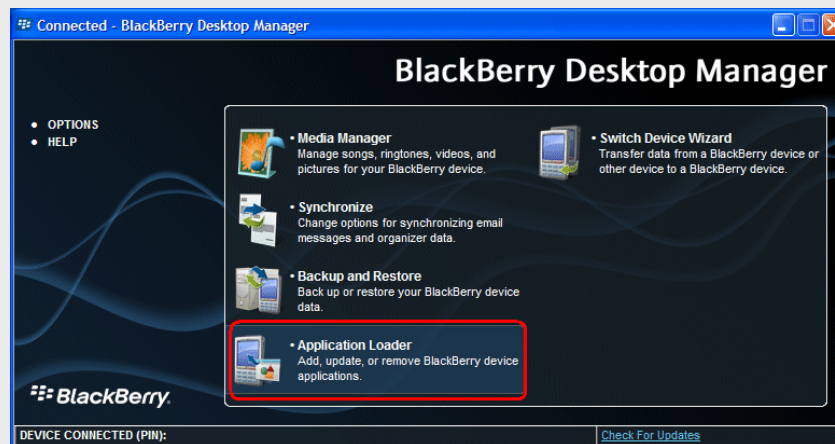 Connected - BlackBerry Desktop Manager
BlackBerry Desktop Manager
• OPTIONS
• HELP
• Media Manager
Manage songs, ringtones, videos, and
pictures for your BlackBerry device.
• Synchronize
Change options for synchronizing email
messages and organizer data.
• Backup and Restore
Back up or restore your BlackBerry device
data.
• Application Loader
Add, update, or remove BlackBerry device
applications.
• Switch Device Wizard
Transfer data from a BlackBerry device or
other device to a BlackBerry device.
BlackBerry.
DEVICE CONNECTED (PIN):
Check For Updates